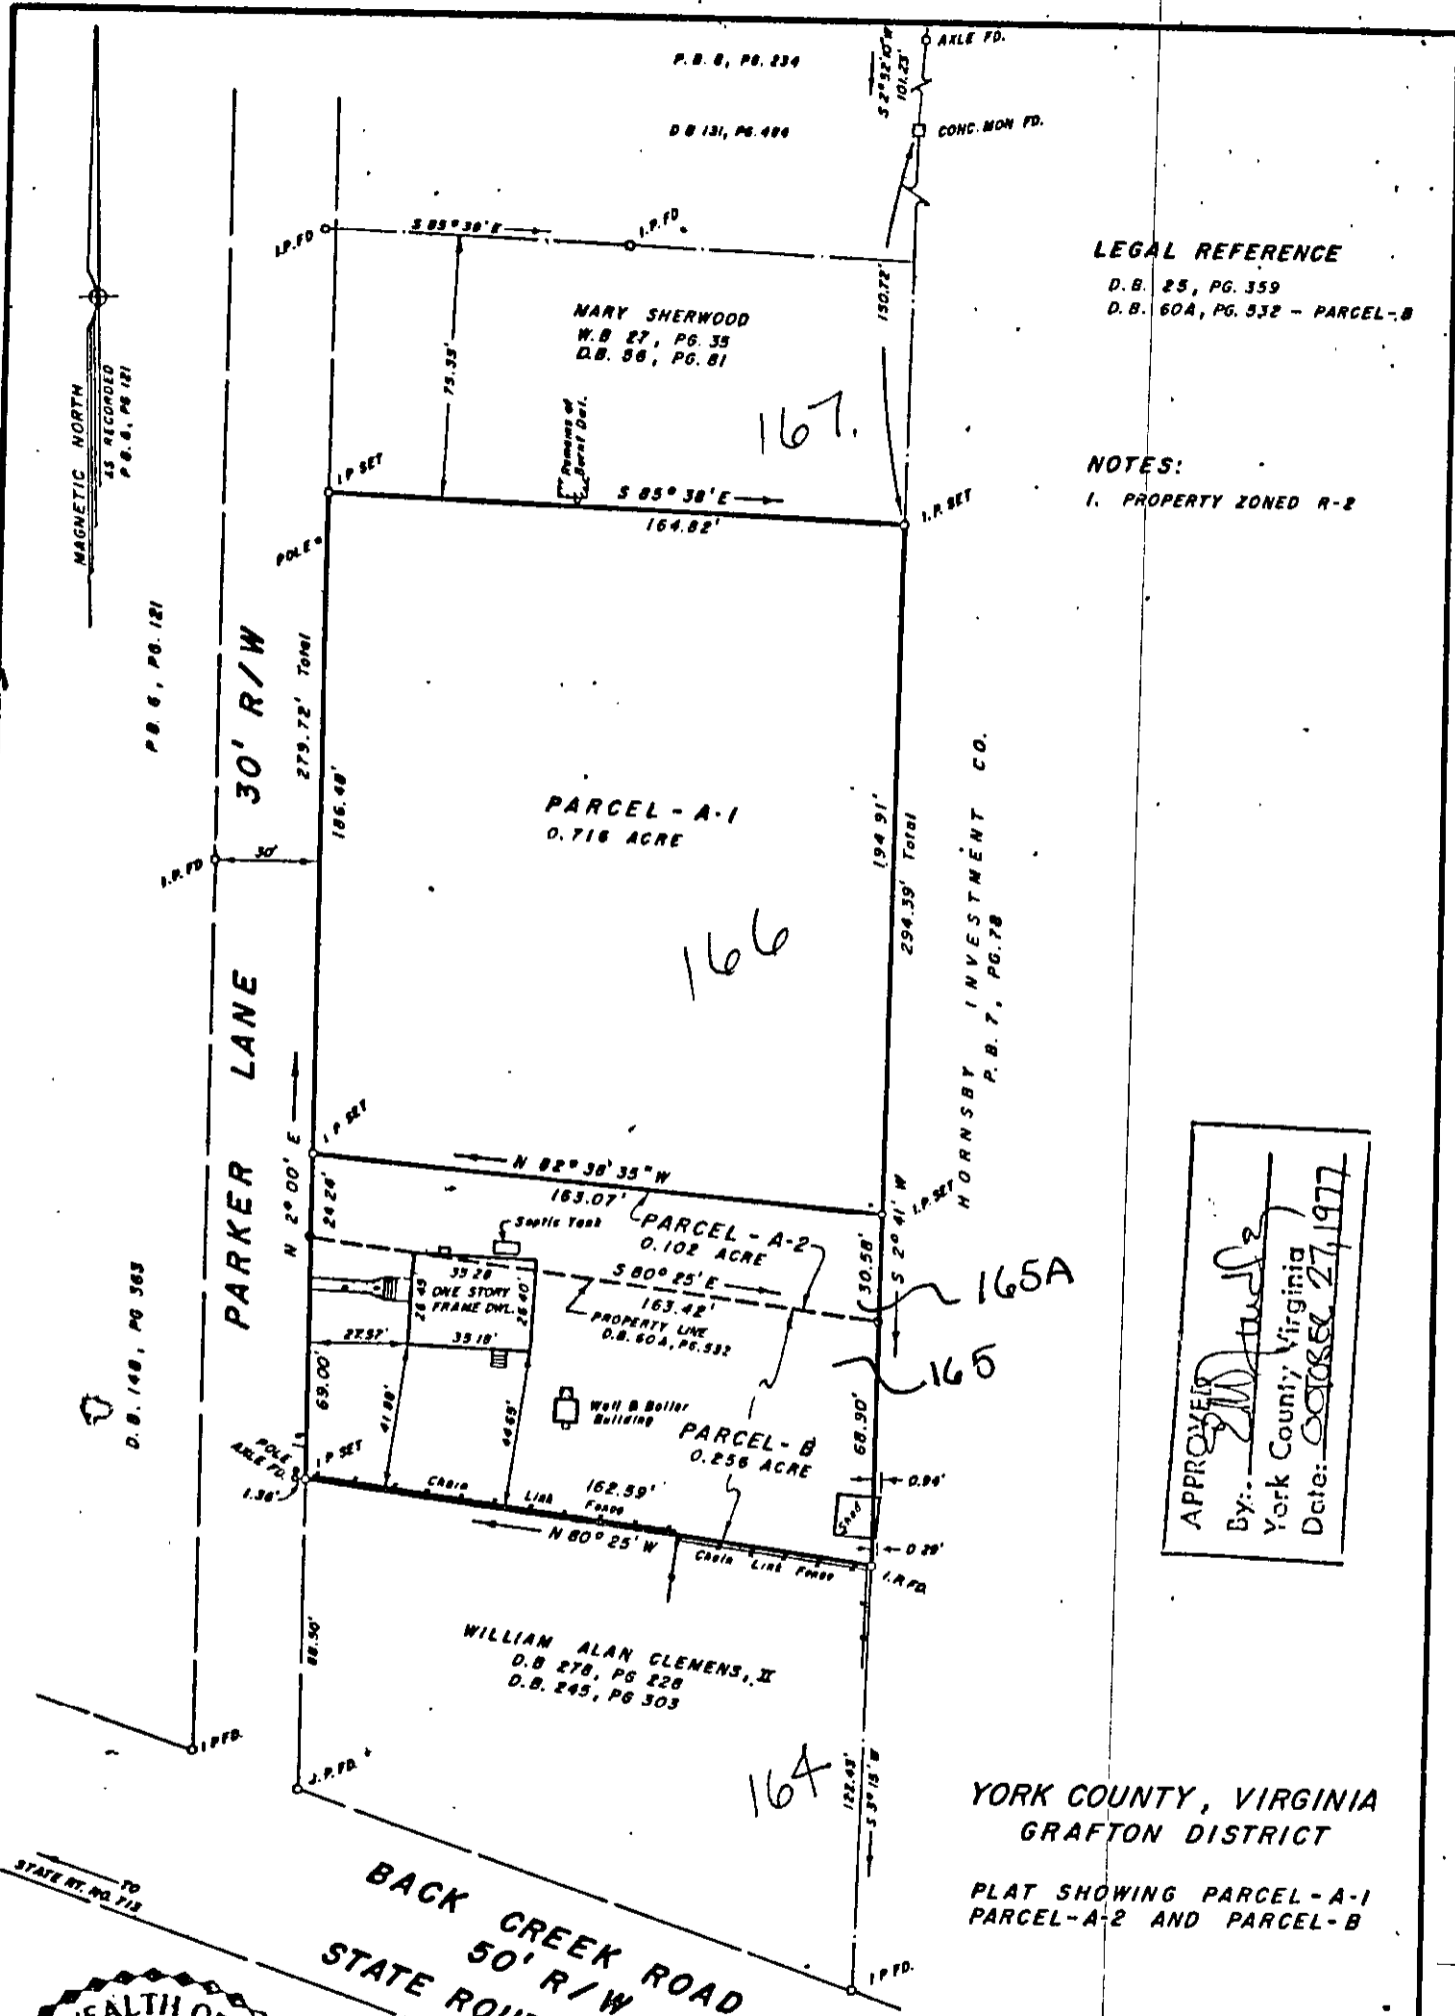 P.B. 8, PG. 234
D B 131, PG. 484
S 2° 52' 10" W
101.23'
AXLE FD.
CONC. MON FD.
I.P. FD
S 85° 38' E
I.P. FD.
150.72'
LEGAL REFERENCE
D.B. 25, PG. 359
D.B. 60A, PG. 532 - PARCEL-B
MARY SHERWOOD
W.B 27, PG. 35
D.B. 56, PG. 81
75.35'
167.
Remains of
Burnt Dwl.
MAGNETIC NORTH
AS RECORDED
P.B. 6, PG 121
I.P SET
S 85° 38' E
164.82'
I.P. SET
NOTES:
1. PROPERTY ZONED R-2
POLE
P B. 6, PG. 121
30' R/W
279.72' Total
186.48'
PARCEL - A-1
0.716 ACRE
194.91'
294.39' Total
HORNSBY INVESTMENT CO.
P. B. 7, PG. 78
I.P. FD
30'
166
PARKER LANE
N 2° 00' E
I P SET
N 82° 38' 35" W
163.07'
I.P. SET
24.24'
Septic Tank
PARCEL - A-2
0.102 ACRE
30.58'
S 2° 41' W
S 80° 25' E
163.42'
165A
PROPERTY LINE
D.B. 60A, PG. 532
35.28
ONE STORY
FRAME DWL.
26.45
26.40'
35.18'
27.57'
165
69.00'
41.98'
44.69'
Well & Boiler
Building
PARCEL - B
0.256 ACRE
68.90'
D. B. 148, PG 363
POLE
AXLE FD.
I P SET
1.36'
Chain Link Fence
162.59'
N 80° 25' W
Chain Link Fence
Shed
0.94'
0.29'
I.P. FD.
APPROVED
By:
York County, Virginia
Date: October 27, 1977
88.50'
WILLIAM ALAN CLEMENS, II
D.B 278, PG 228
D.B. 245, PG 303
I P FD.
I.P. FD.
164
122.43'
S 3° 15' W
YORK COUNTY, VIRGINIA
GRAFTON DISTRICT
PLAT SHOWING PARCEL - A-1
PARCEL-A-2 AND PARCEL-B
TO
STATE RT. NO. 713
BACK CREEK ROAD
50' R/W
STATE
I P FD.